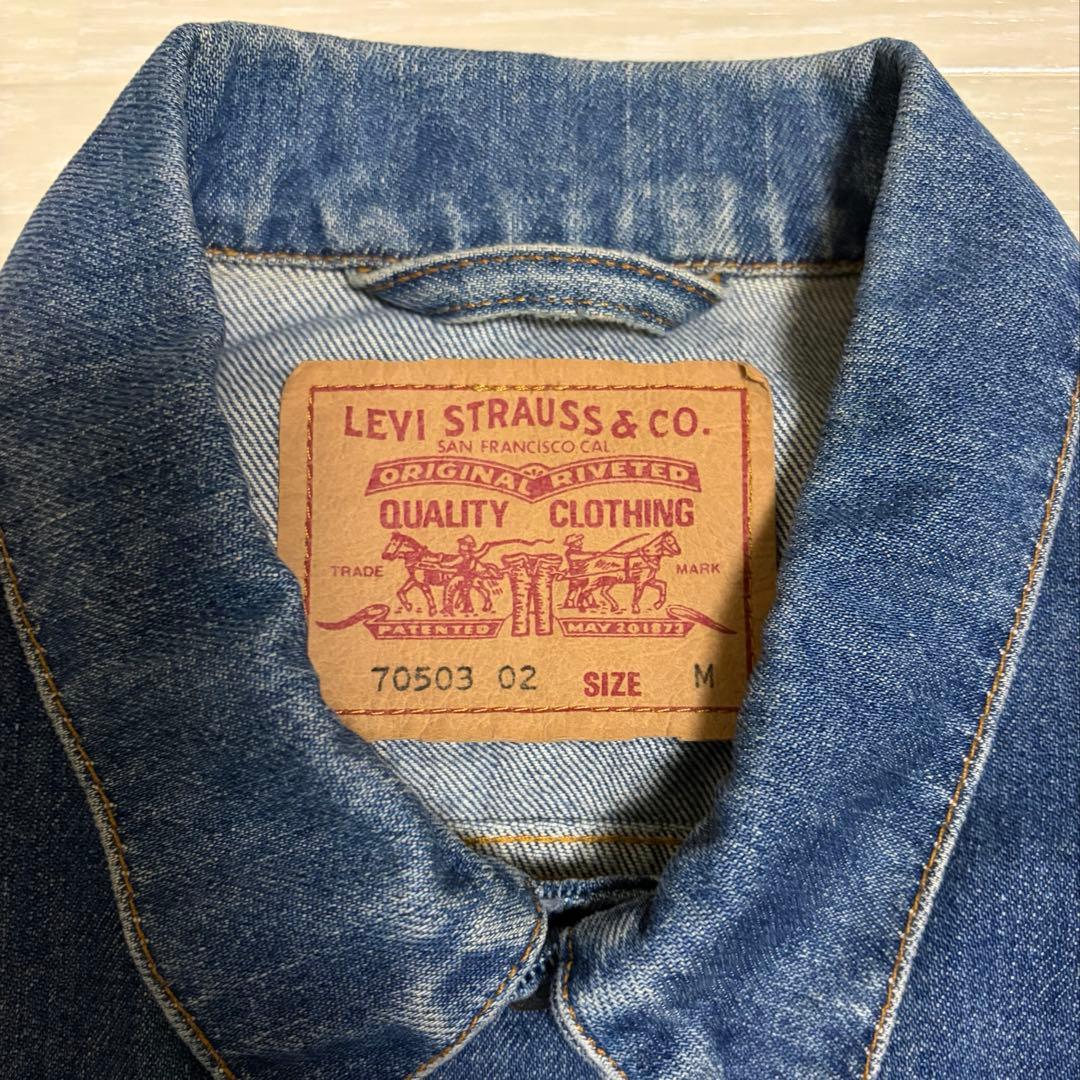 LEVI STRAUSS & CO.
SAN FRANCISCO, CAL.
ORIGINAL RIVETED
QUALITY CLOTHING
TRADE MARK
PATENTED MAY 20 1873
70503 02 SIZE M